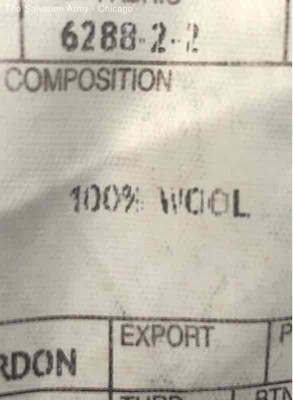 The Salvation Army - Chicago
6288-2-2
COMPOSITION
100% WOOL
EXPORT
RDON